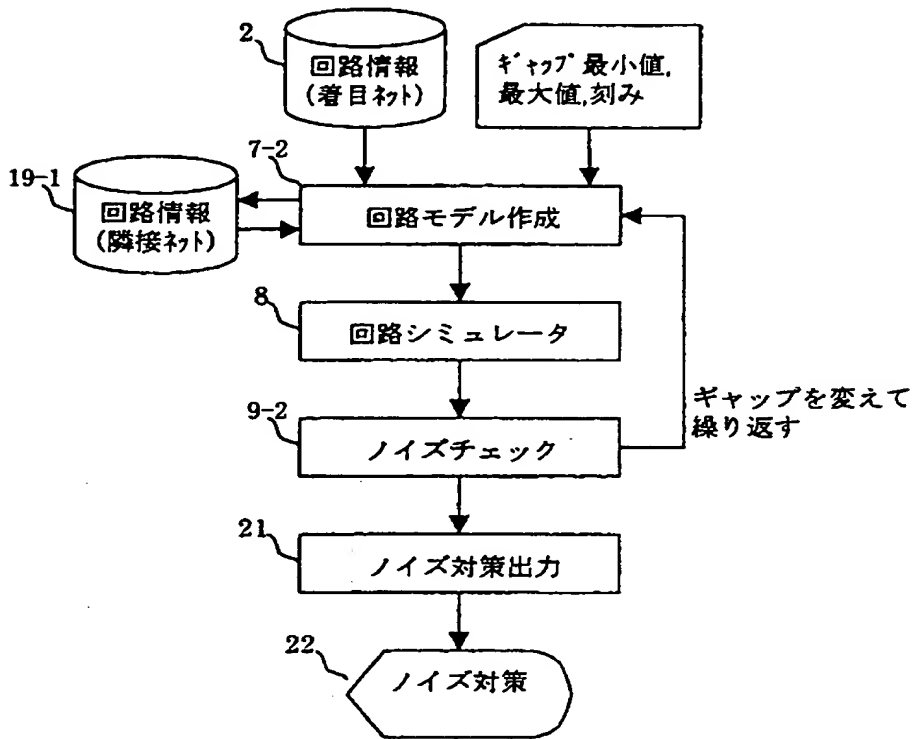 2
回路情報
(着目ネット)
ギャップ 最小値,
最大値,刻み
7-2
19-1
回路情報
(隣接ネット)
回路モデル作成
8
回路シミュレータ
9-2
ノイズチェック
ギャップを変えて
繰り返す
21
ノイズ対策出力
22
ノイズ対策